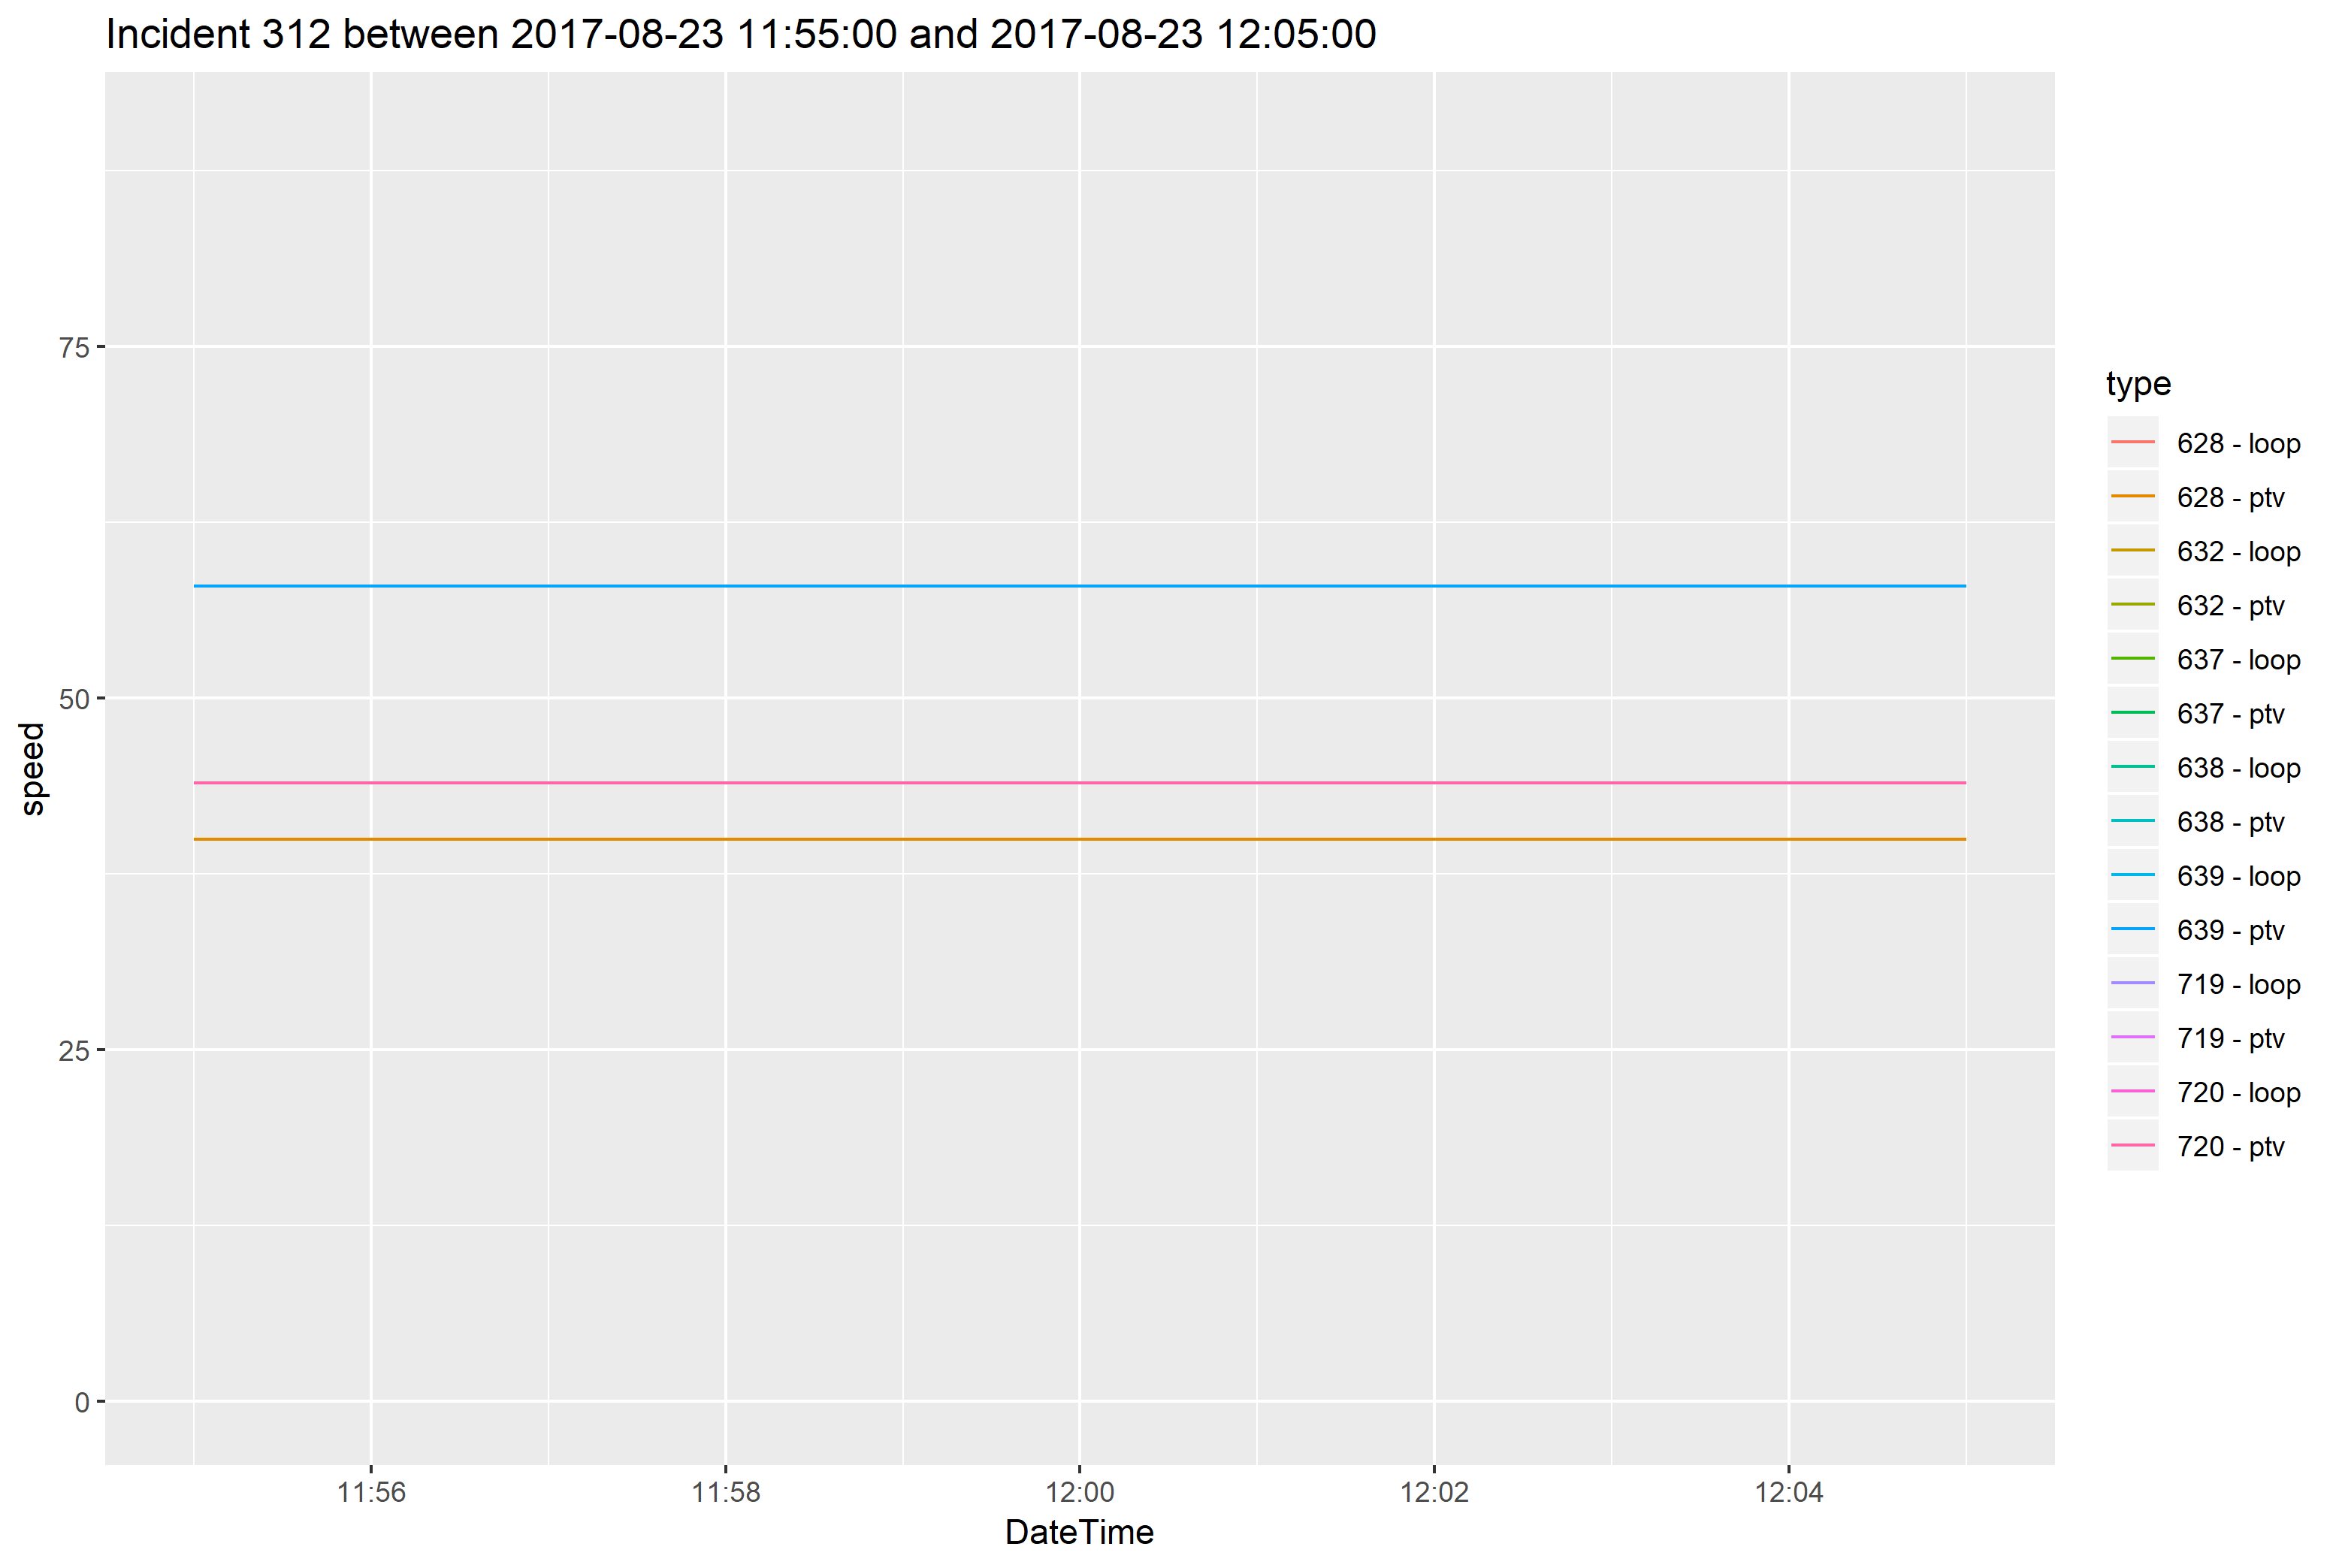 Incident 312 between 2017-08-23 11:55:00 and 2017-08-23 12:05:00
75
50
25
0
speed
11:56 11:58 12:00 12:02 12:04
DateTime
type
628 - loop
628 - ptv
632 - loop
632 - ptv
637 - loop
637 - ptv
638 - loop
638 - ptv
639 - loop
639 - ptv
719 - loop
719 - ptv
720 - loop
720 - ptv